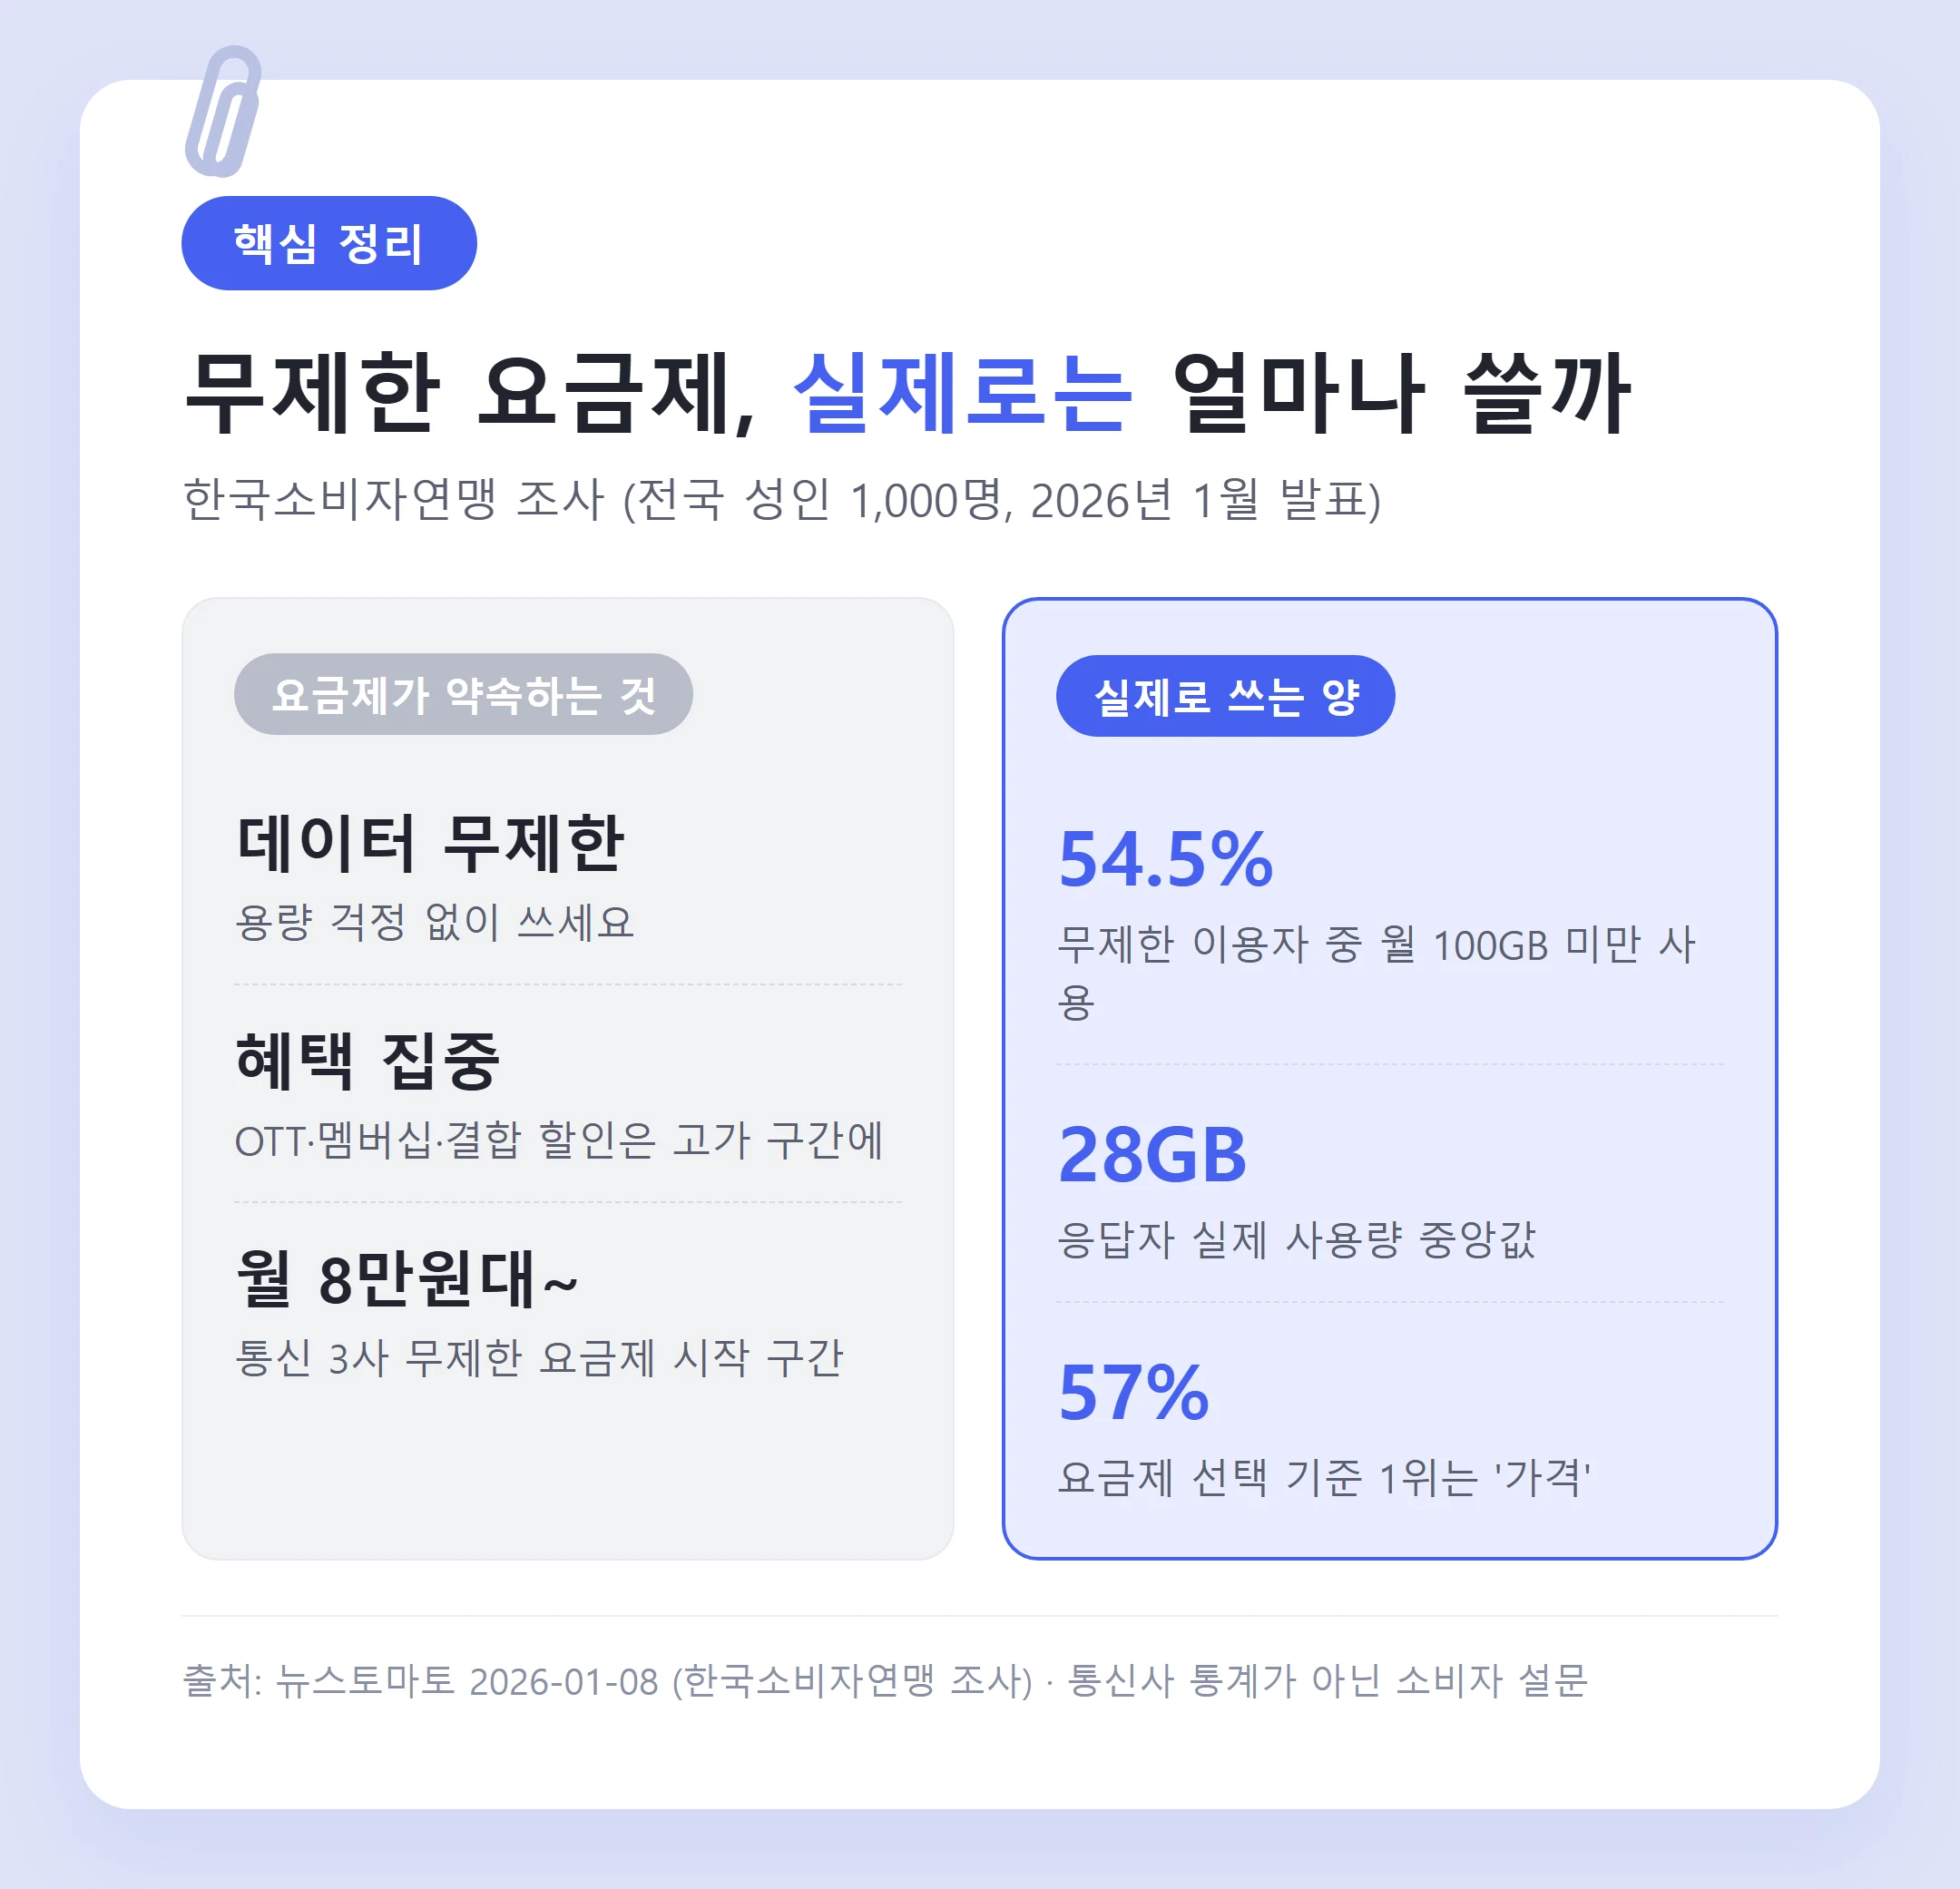 핵심 정리
무제한 요금제, 실제로는 얼마나 쓸까
한국소비자연맹 조사 (전국 성인 1,000명, 2026년 1월 발표)
요금제가 약속하는 것
데이터 무제한
용량 걱정 없이 쓰세요
혜택 집중
OTT·멤버십·결합 할인은 고가 구간에
월 8만원대~
통신 3사 무제한 요금제 시작 구간
실제로 쓰는 양
54.5%
무제한 이용자 중 월 100GB 미만 사
용
28GB
응답자 실제 사용량 중앙값
57%
요금제 선택 기준 1위는 '가격'
출처: 뉴스토마토 2026-01-08 (한국소비자연맹 조사) · 통신사 통계가 아닌 소비자 설문